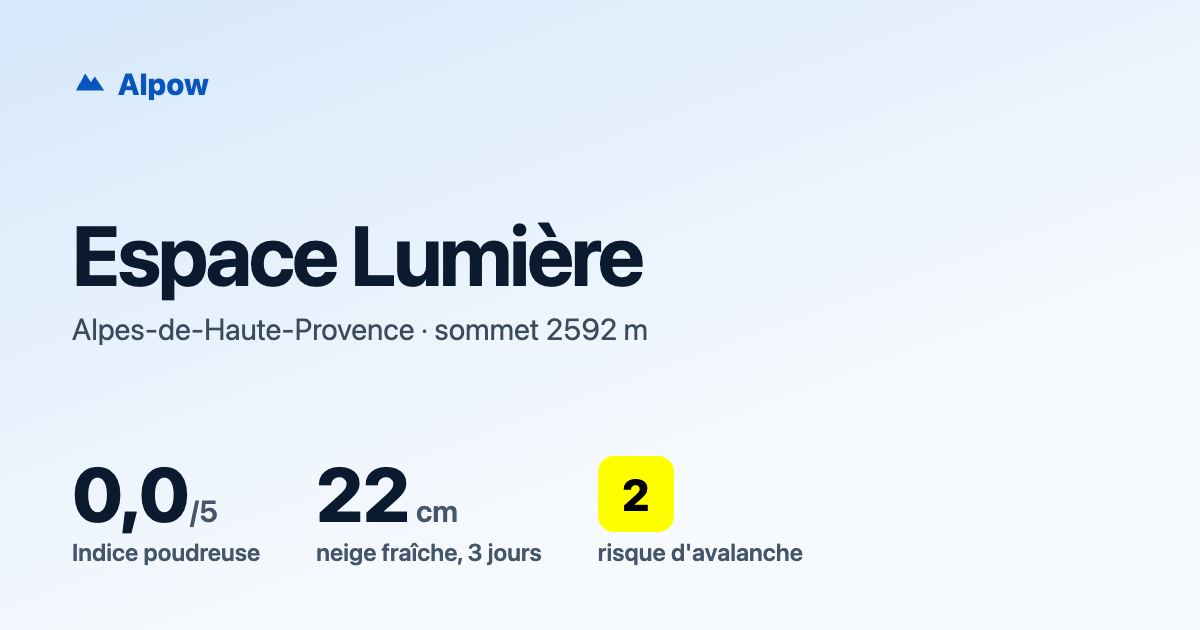 Alpow
Espace Lumière
Alpes-de-Haute-Provence · sommet 2592 m
0,0/5
Indice poudreuse
22 cm
neige fraîche, 3 jours
2
risque d'avalanche